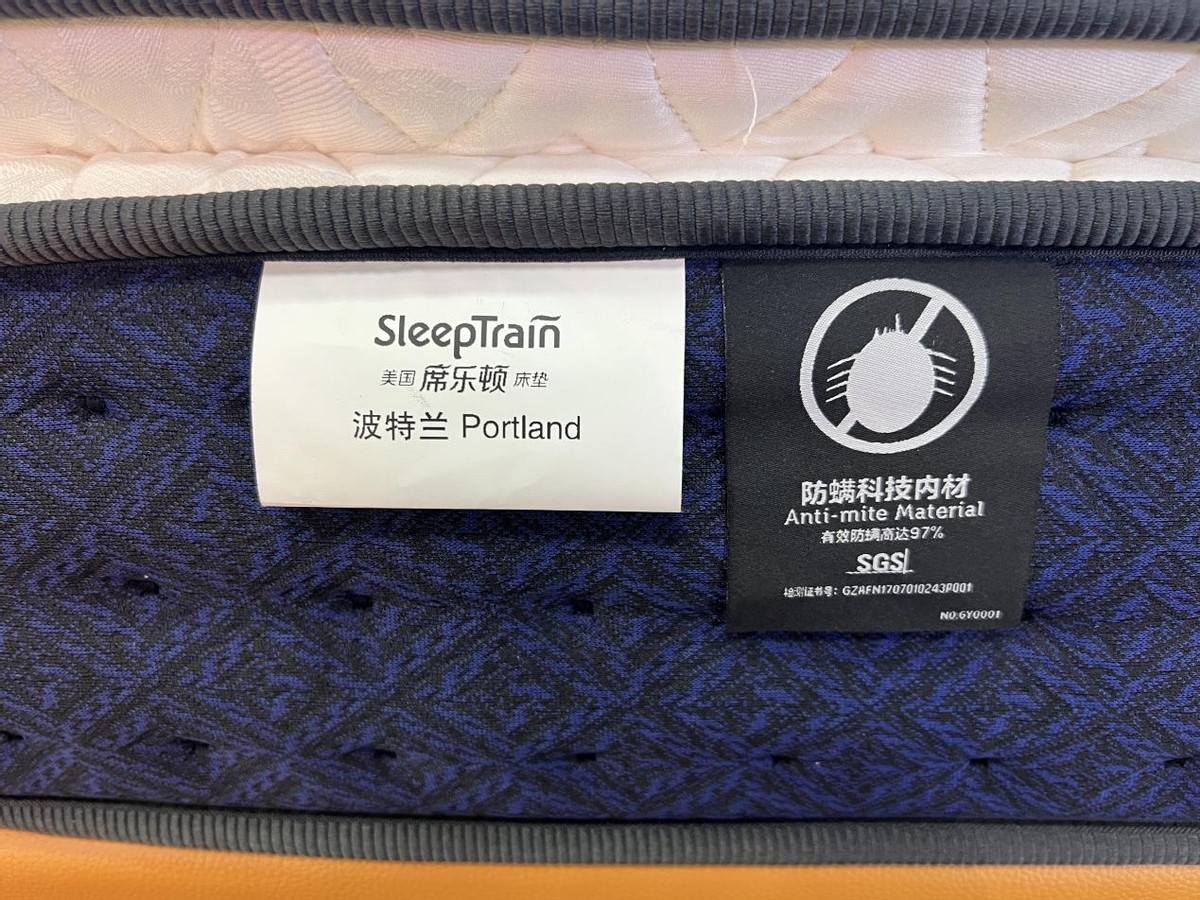 SleepTrain
美国 席乐顿 床垫
波特兰 Portland
防螨科技内材
Anti-mite Material
有效防螨高达97%
SGS
检测证书号：GZAFN1707010243P001
NO:6Y0001